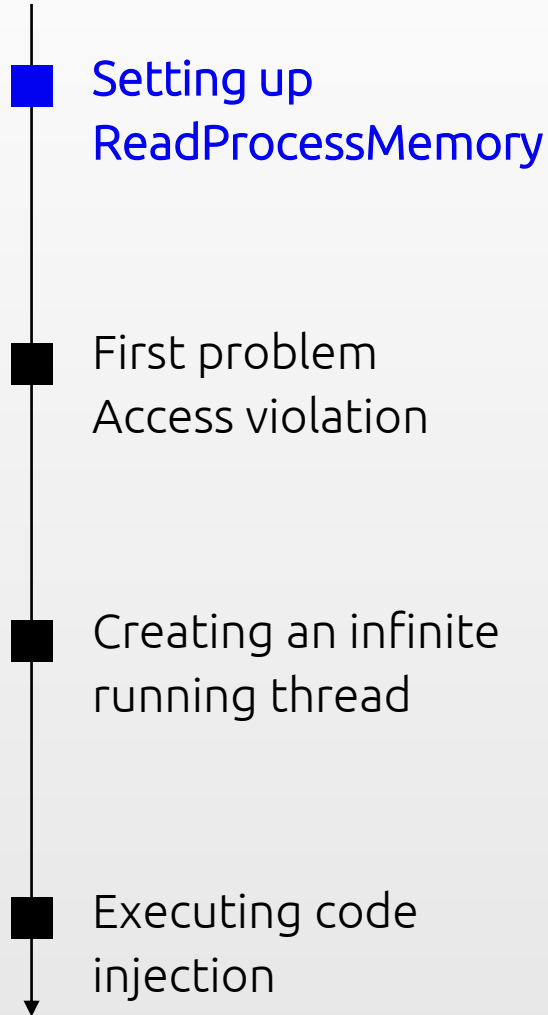 Setting up
ReadProcessMemory
First problem
Access violation
Creating an infinite
running thread
Executing code
injection